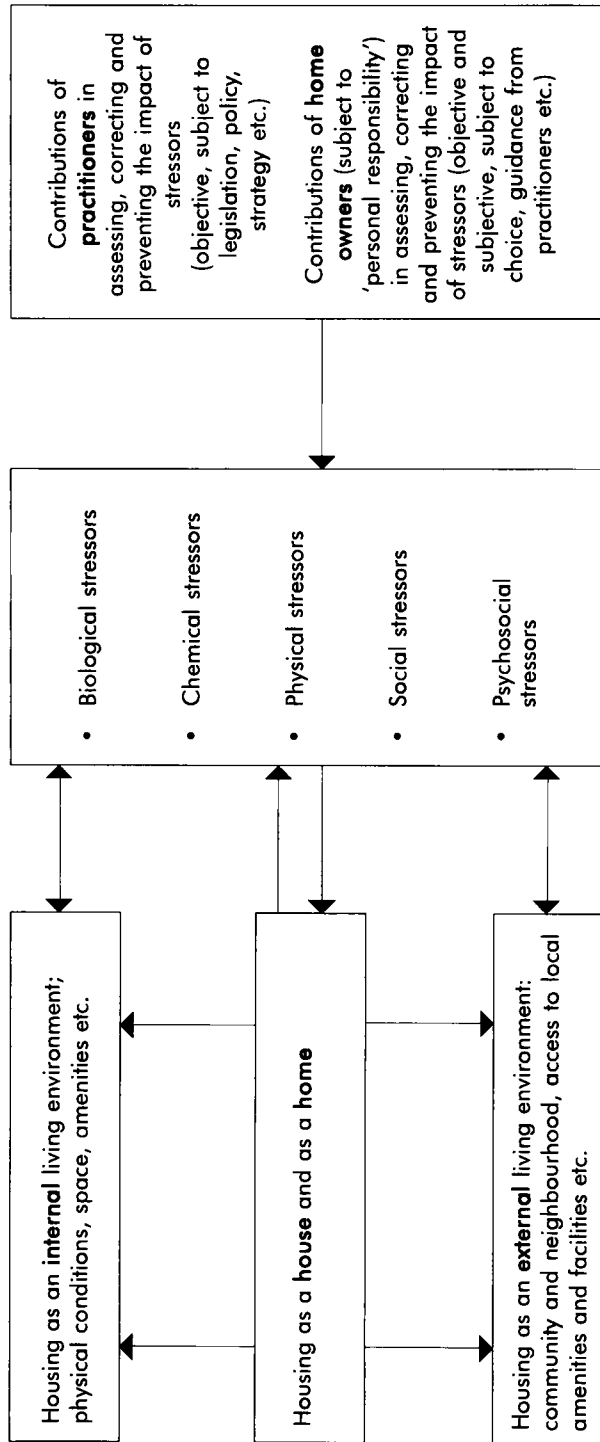 Housing as an internal living environment;
physical conditions, space, amenities etc.
Housing as a house and as a home
Housing as an external living environment:
community and neighbourhood, access to local
amenities and facilities etc.
• Biological stressors
• Chemical stressors
• Physical stressors
• Social stressors
• Psychosocial
stressors
Contributions of
practitioners in
assessing, correcting and
preventing the impact of
stressors
(objective, subject to
legislation, policy,
strategy etc.)
Contributions of home
owners (subject to
'personal responsibility')
in assessing, correcting
and preventing the impact
of stressors (objective and
subjective, subject to
choice, guidance from
practitioners etc.)